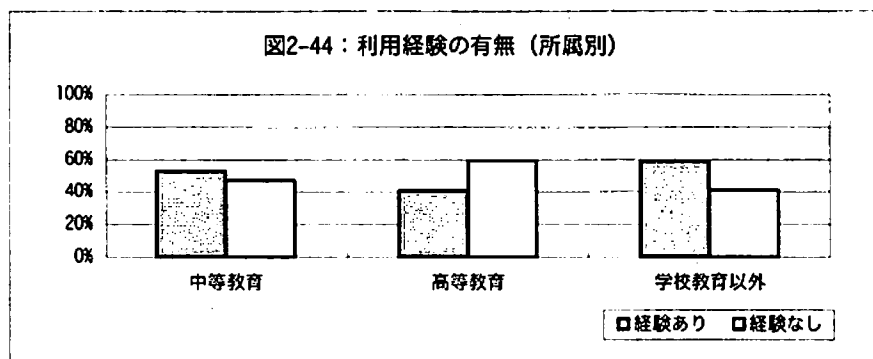 図2-44：利用経験の有無（所属別）
100%
80%
60%
40%
20%
0%
中等教育 高等教育 学校教育以外
経験あり 経験なし